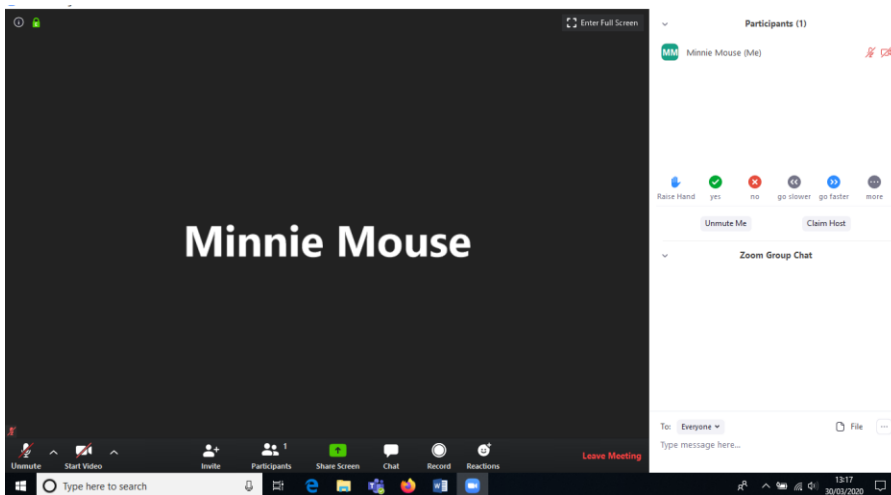 Enter Full Screen
Participants (1)
MM Minnie Mouse (Me)
Minnie Mouse
Raise Hand yes no go slower go faster more
Unmute Me Claim Host
Zoom Group Chat
To: Everyone File
Type message here...
Unmute Start Video Invite Participants 1 Share Screen Chat Record Reactions Leave Meeting
Type here to search
13:17
30/03/2020